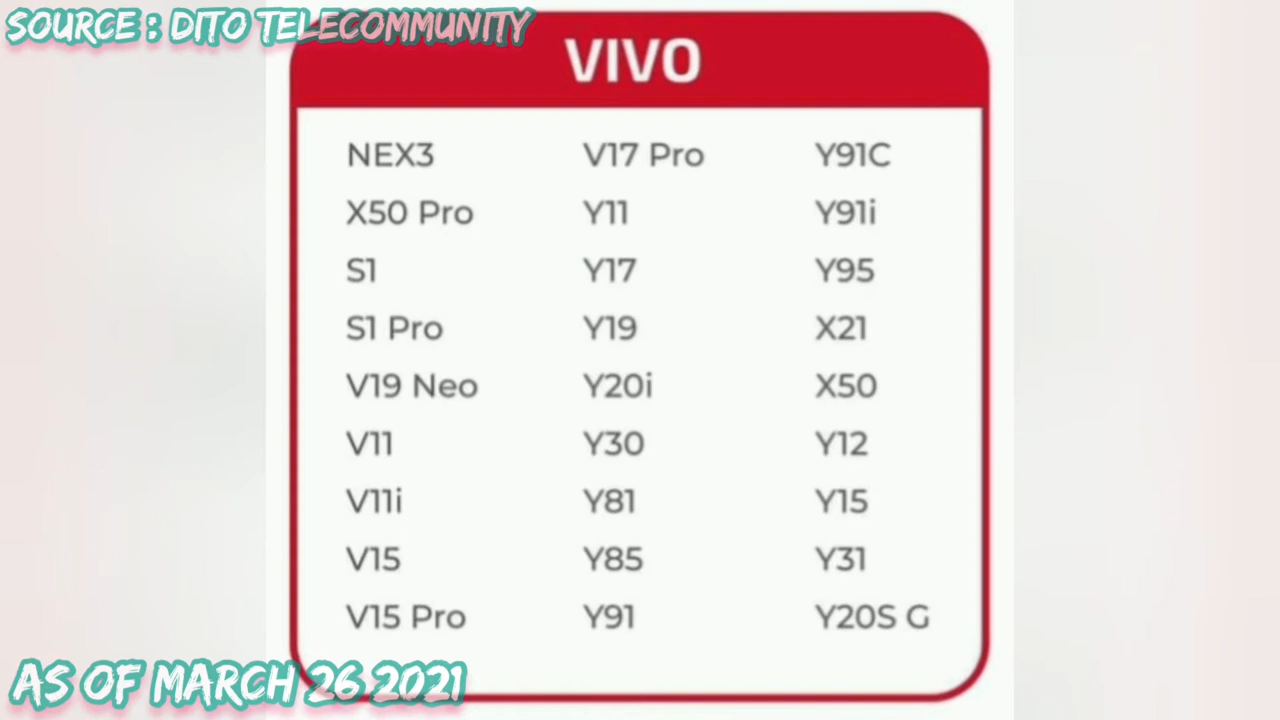 SOURCE : DITO TELECOMMUNITY
VIVO
NEX3 V17 Pro Y91C
X50 Pro Y11 Y91i
S1 Y17 Y95
S1 Pro Y19 X21
V19 Neo Y20i X50
V11 Y30 Y12
V11i Y81 Y15
V15 Y85 Y31
V15 Pro Y91 Y20S G
AS OF MARCH 26 2021